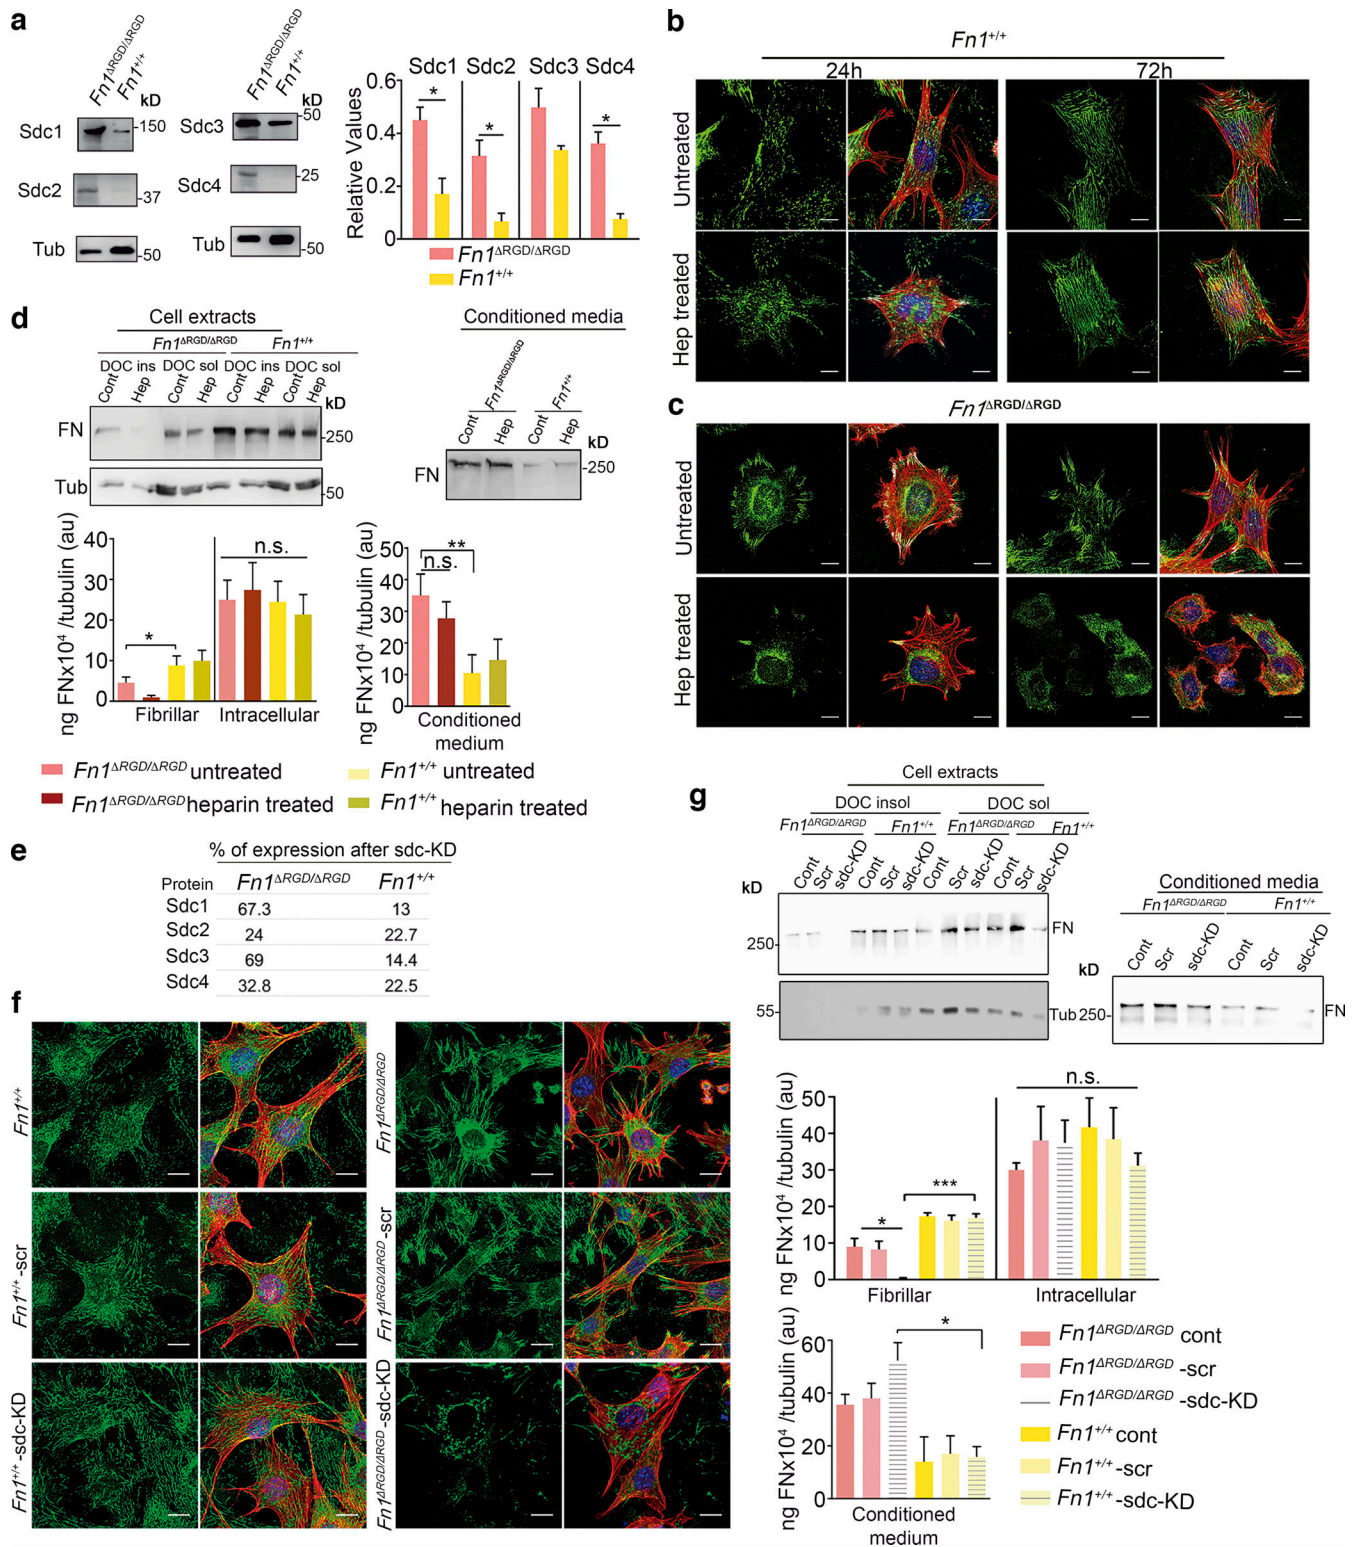 a
Fn1ΔRGD/ΔRGD
Fn1+/+
kD
Sdc1
-150
Sdc2
-37
Tub
-50
Fn1ΔRGD/ΔRGD
Fn1+/+
kD
Sdc3
-50
Sdc4
-25
Tub
-50
Sdc1 Sdc2 Sdc3 Sdc4
Relative Values
0.6
0.4
0.2
0
* * *
Fn1ΔRGD/ΔRGD
Fn1+/+
b
Fn1+/+
24h 72h
Untreated
Hep treated
c
Fn1ΔRGD/ΔRGD
Untreated
Hep treated
d
Cell extracts
Fn1ΔRGD/ΔRGD Fn1+/+
DOC ins DOC sol DOC ins DOC sol
Cont Hep Cont Hep Cont Hep Cont Hep
kD
FN
-250
Tub
-50
Conditioned media
Fn1ΔRGD/ΔRGD Fn1+/+
Cont Hep Cont Hep
kD
FN
-250
ng FNx10⁴ /tubulin (au)
40
30
20
10
0
*
n.s.
Fibrillar Intracellular
ng FNx10⁴ /tubulin (au)
50
40
30
20
10
0
**
n.s.
Conditioned
medium
Fn1ΔRGD/ΔRGD untreated
Fn1+/+ untreated
Fn1ΔRGD/ΔRGD heparin treated
Fn1+/+ heparin treated
e
% of expression after sdc-KD
Protein Fn1ΔRGD/ΔRGD Fn1+/+
Sdc1 67.3 13
Sdc2 24 22.7
Sdc3 69 14.4
Sdc4 32.8 22.5
f
Fn1+/+
Fn1+/+-scr
Fn1+/+-sdc-KD
Fn1ΔRGD/ΔRGD
Fn1ΔRGD/ΔRGD-scr
Fn1ΔRGD/ΔRGD-sdc-KD
g
Cell extracts
DOC insol DOC sol
Fn1ΔRGD/ΔRGD Fn1+/+ Fn1ΔRGD/ΔRGD Fn1+/+
Cont Scr sdc-KD Cont Scr sdc-KD Cont Scr sdc-KD Cont Scr sdc-KD
kD
250-
FN
55-
Tub
Conditioned media
Fn1ΔRGD/ΔRGD Fn1+/+
Cont Scr sdc-KD Cont Scr sdc-KD
kD
250-
FN
ng FNx10⁴ /tubulin (au)
50
40
30
20
10
0
*
***
n.s.
Fibrillar Intracellular
ng FNx10⁴ /tubulin (au)
60
40
20
0
*
Conditioned
medium
Fn1ΔRGD/ΔRGD cont
Fn1ΔRGD/ΔRGD -scr
Fn1ΔRGD/ΔRGD -sdc-KD
Fn1+/+ cont
Fn1+/+ -scr
Fn1+/+ -sdc-KD